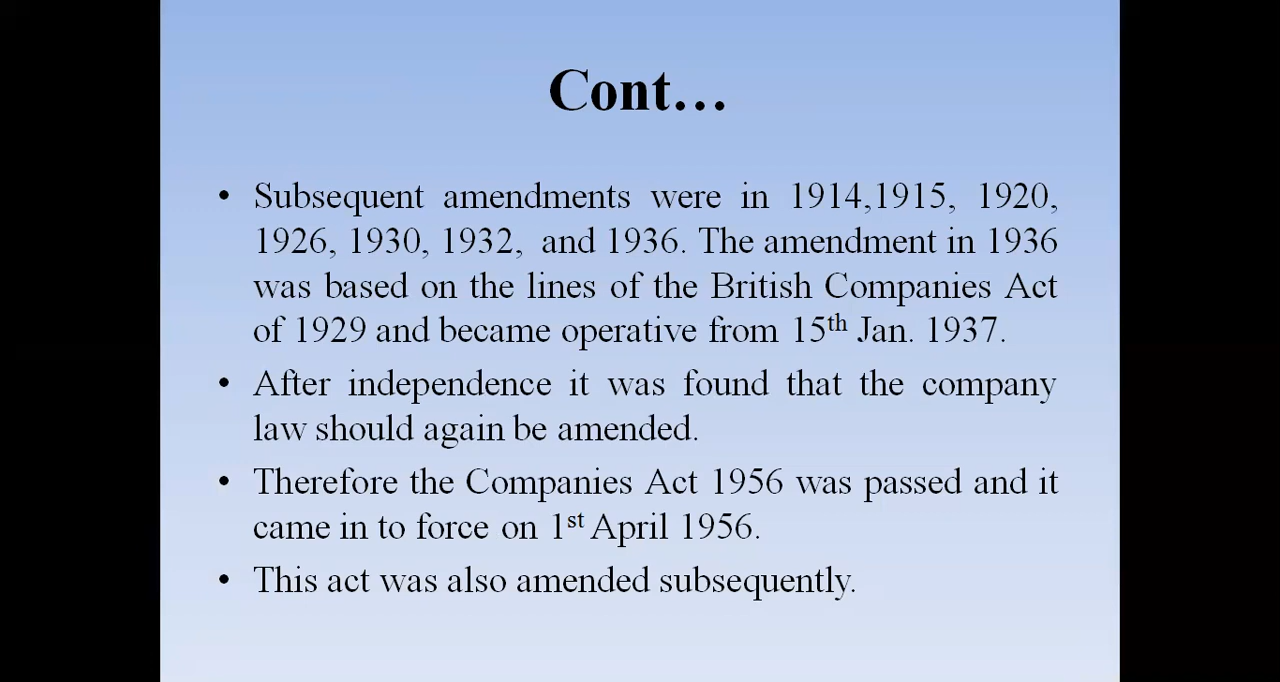 Cont…
• Subsequent amendments were in 1914,1915, 1920,
1926, 1930, 1932, and 1936. The amendment in 1936
was based on the lines of the British Companies Act
of 1929 and became operative from 15th Jan. 1937.
• After independence it was found that the company
law should again be amended.
• Therefore the Companies Act 1956 was passed and it
came in to force on 1st April 1956.
• This act was also amended subsequently.